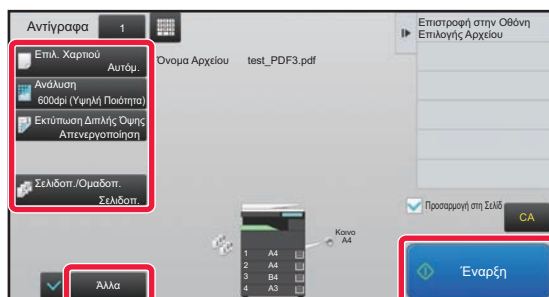 Αντίγραφα 1
Επιστροφή στην Οθόνη
Επιλογής Αρχείου
Επιλ. Χαρτιού
Αυτόμ.
Όνομα Αρχείου test_PDF3.pdf
Ανάλυση
600dpi (Υψηλή Ποιότητα)
Εκτύπωση Διπλής Όψης
Απενεργοποίηση
Σελιδοπ./Ομαδοπ.
Σελιδοπ.
Προσαρμογή στη Σελίδ
CA
Κοινο
A4
1 A4
2 A4
3 B4
4 A3
Άλλα
Έναρξη